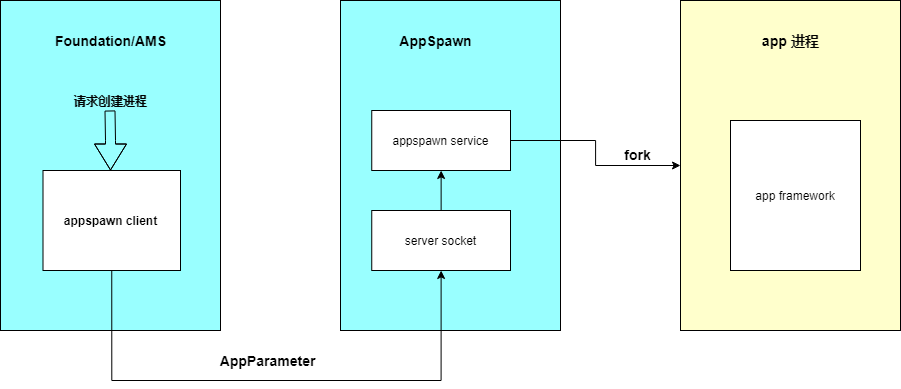 Foundation/AMS
请求创建进程
appspawn client
AppParameter
AppSpawn
appspawn service
server socket
fork
app 进程
app framework